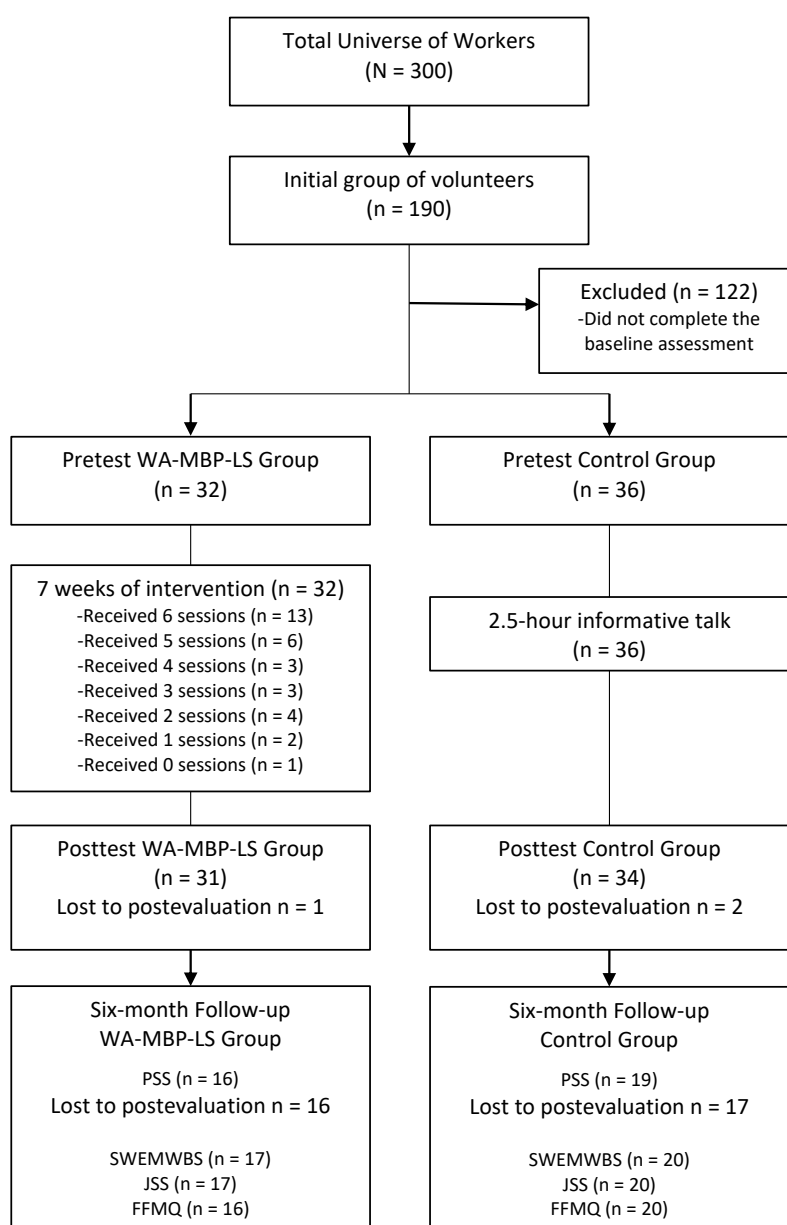 Total Universe of Workers
(N = 300)
Initial group of volunteers
(n = 190)
Excluded (n = 122)
-Did not complete the
baseline assessment
Pretest WA-MBP-LS Group
(n = 32)
Pretest Control Group
(n = 36)
7 weeks of intervention (n = 32)
-Received 6 sessions (n = 13)
-Received 5 sessions (n = 6)
-Received 4 sessions (n = 3)
-Received 3 sessions (n = 3)
-Received 2 sessions (n = 4)
-Received 1 sessions (n = 2)
-Received 0 sessions (n = 1)
2.5-hour informative talk
(n = 36)
Posttest WA-MBP-LS Group
(n = 31)
Lost to postevaluation n = 1
Posttest Control Group
(n = 34)
Lost to postevaluation n = 2
Six-month Follow-up
WA-MBP-LS Group
PSS (n = 16)
Lost to postevaluation n = 16
SWEMWBS (n = 17)
JSS (n = 17)
FFMQ (n = 16)
Six-month Follow-up
Control Group
PSS (n = 19)
Lost to postevaluation n = 17
SWEMWBS (n = 20)
JSS (n = 20)
FFMQ (n = 20)